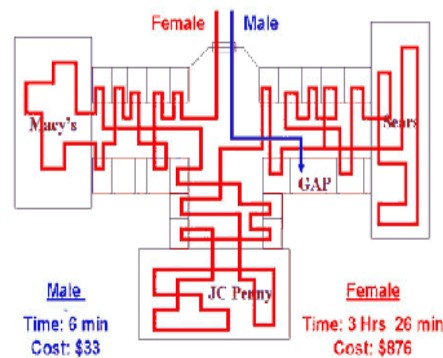 Female Male
Macy's
Sears
GAP
JC Penny
Male
Time: 6 min
Cost: $33
Female
Time: 3 Hrs 26 min
Cost: $876